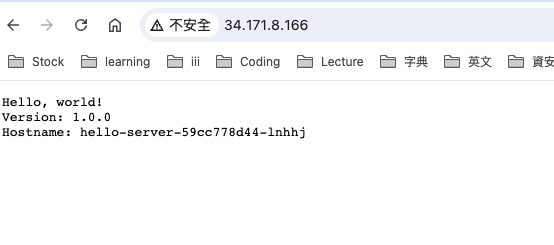 不安全 34.171.8.166
Stock learning iii Coding Lecture 字典 英文 資安
Hello, world!
Version: 1.0.0
Hostname: hello-server-59cc778d44-lnhhj